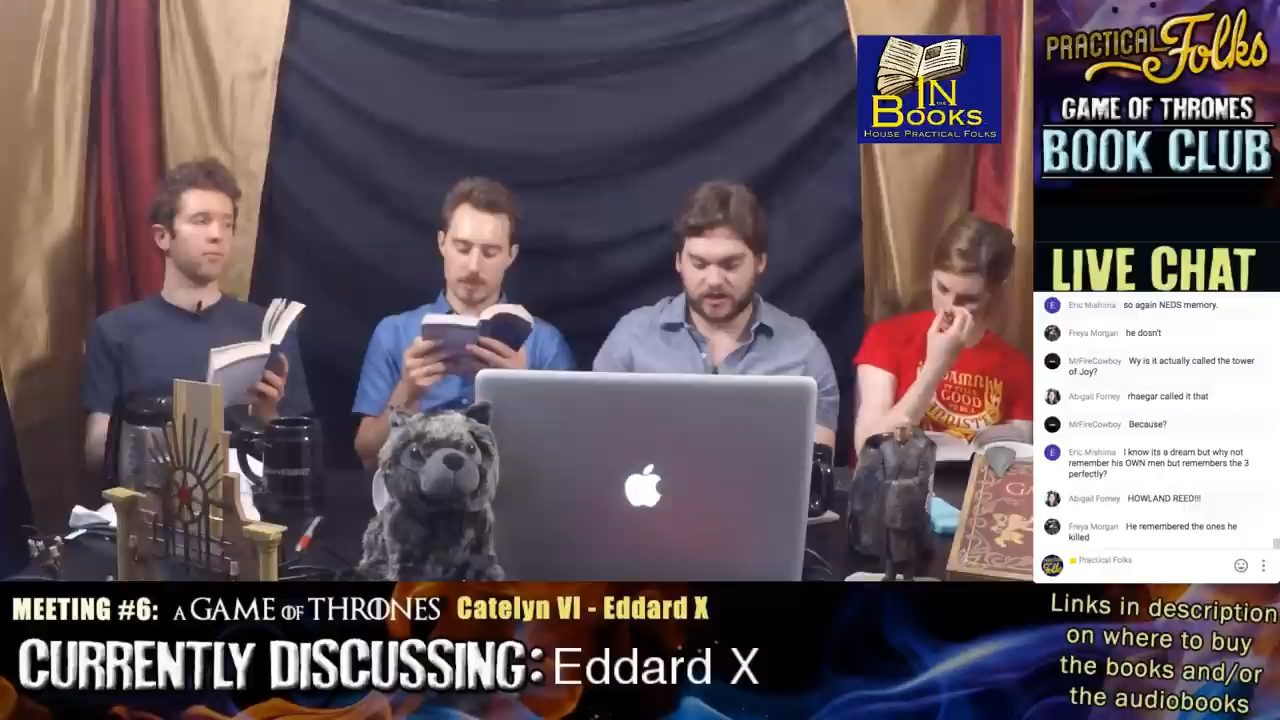 IN
THE
BOOKS
HOUSE PRACTICAL FOLKS
PRACTICAL Folks
GAME OF THRONES
BOOK CLUB
LIVE CHAT
E Eric Mishima so again NEDS memory.
Freya Morgan he dosn't
MrFireCowboy Wy is it actually called the tower
of Joy?
Abigail Forney rhaegar called it that
MrFireCowboy Because?
E Eric Mishima I know its a dream but why not
remember his OWN men but remembers the 3
perfectly?
Abigail Forney HOWLAND REED!!!
Freya Morgan He remembered the ones he
killed
Practical Folks
DAMN
GOOD
MEETING #6: A GAME OF THRONES Catelyn VI - Eddard X
CURRENTLY DISCUSSING: Eddard X
Links in description
on where to buy
the books and/or
the audiobooks